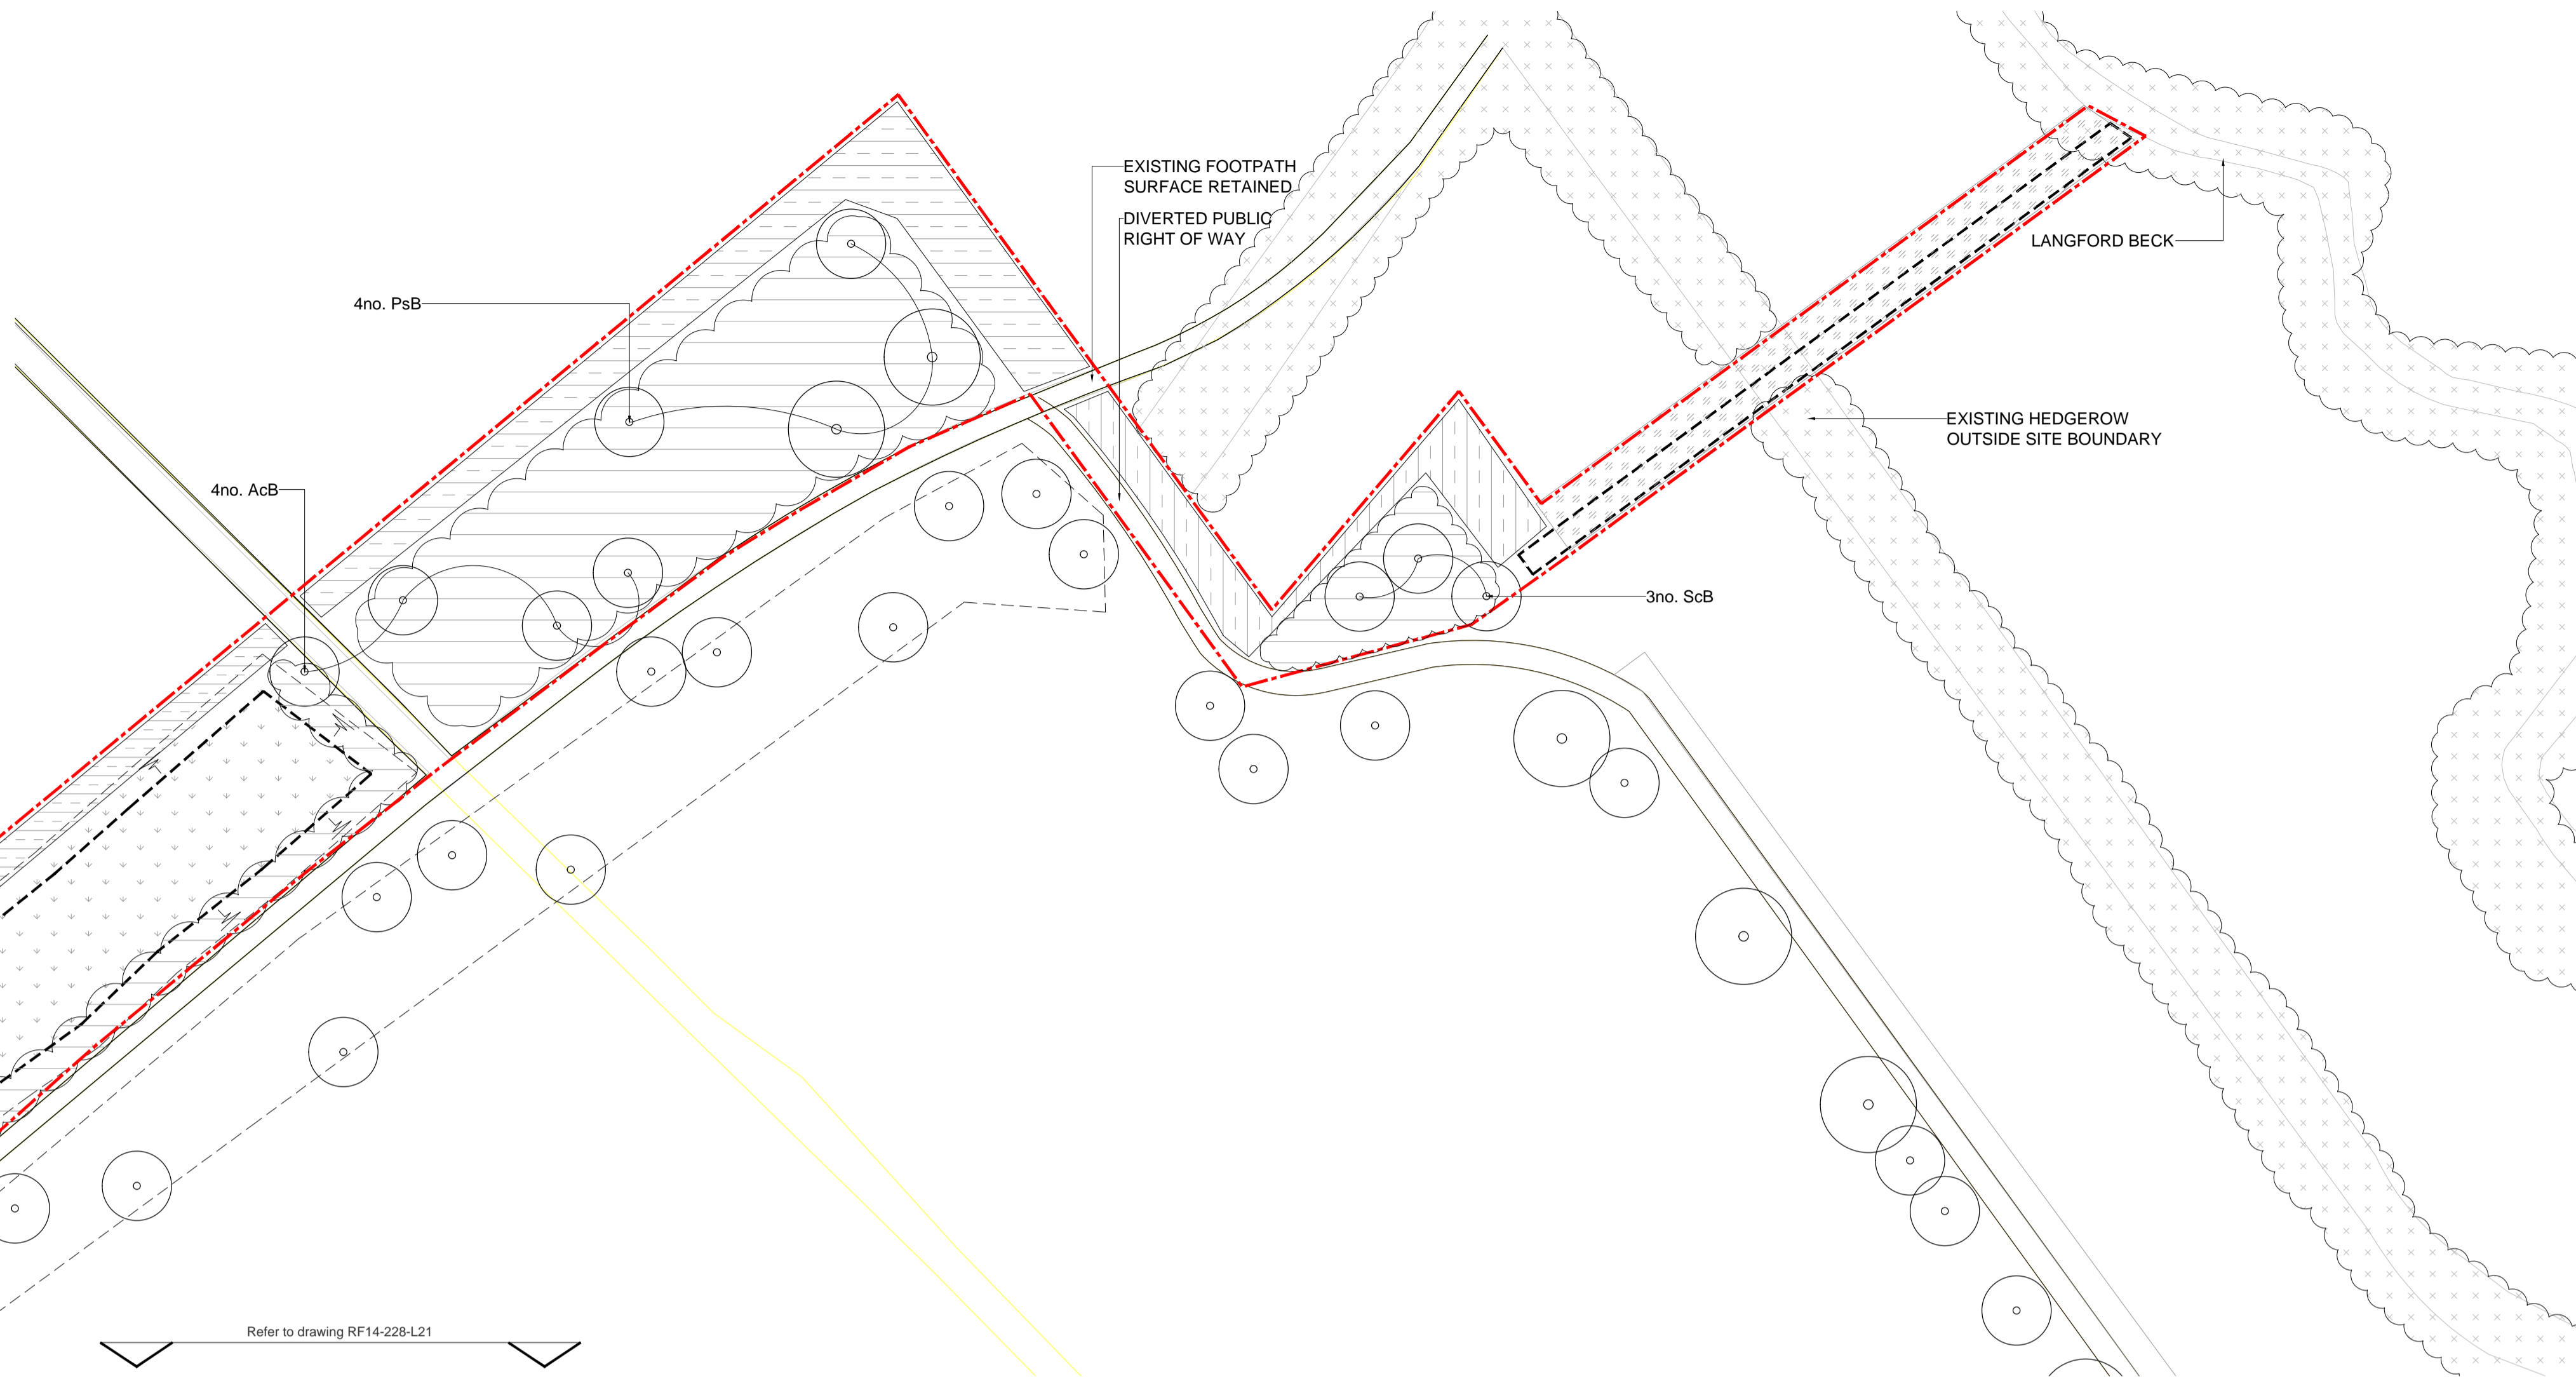 EXISTING FOOTPATH
SURFACE RETAINED
DIVERTED PUBLIC
RIGHT OF WAY
LANGFORD BECK
4no. PsB
EXISTING HEDGEROW
OUTSIDE SITE BOUNDARY
4no. AcB
3no. ScB
Refer to drawing RF14-228-L21